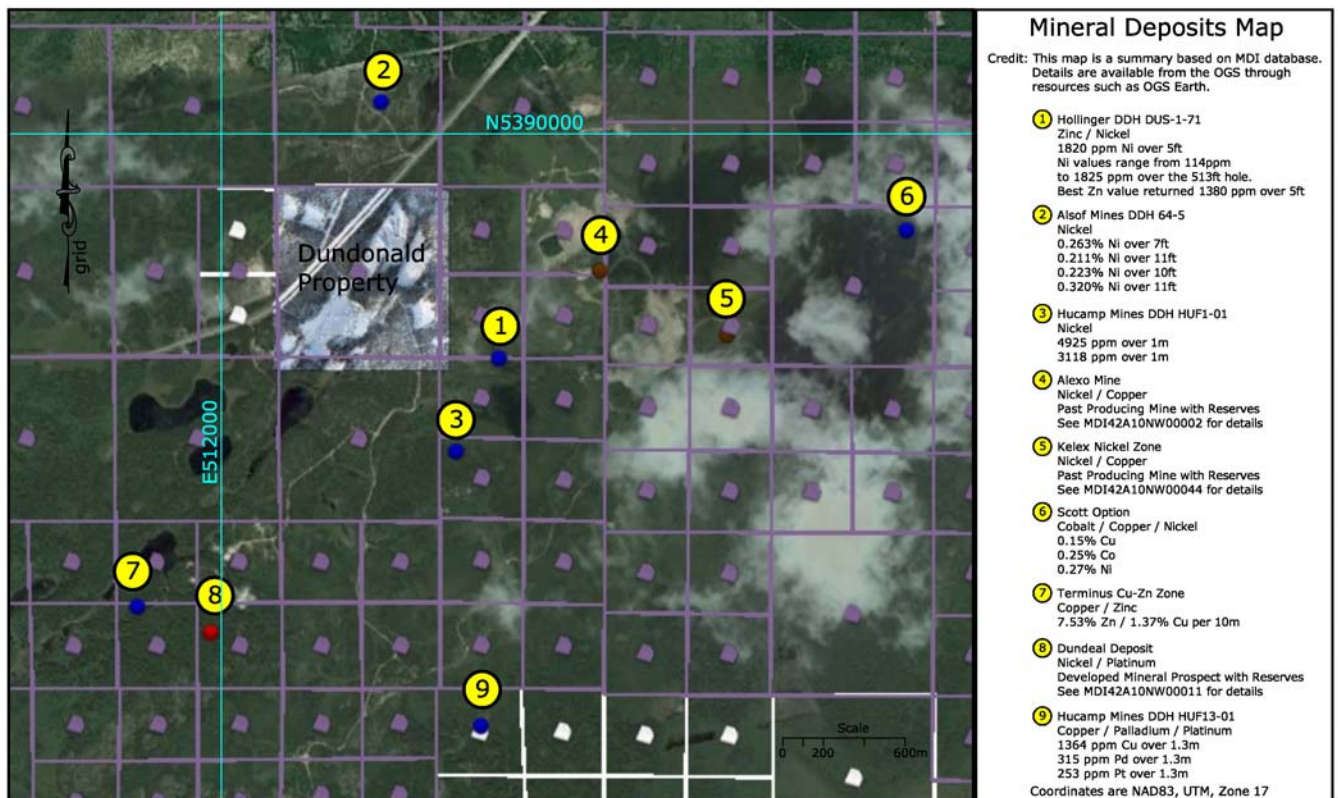 2
N5390000
6
4
Dundonald
Property
grid
5
1
3
E512000
7
8
9
Scale
0 200 600m
Mineral Deposits Map
Credit: This map is a summary based on MDI database.
Details are available from the OGS through
resources such as OGS Earth.
1 Hollinger DDH DUS-1-71
Zinc / Nickel
1820 ppm Ni over 5ft
Ni values range from 114ppm
to 1825 ppm over the 513ft hole.
Best Zn value returned 1380 ppm over 5ft
2 Alsof Mines DDH 64-5
Nickel
0.263% Ni over 7ft
0.211% Ni over 11ft
0.223% Ni over 10ft
0.320% Ni over 11ft
3 Hucamp Mines DDH HUF1-01
Nickel
4925 ppm over 1m
3118 ppm over 1m
4 Alexo Mine
Nickel / Copper
Past Producing Mine with Reserves
See MDI42A10NW00002 for details
5 Kelex Nickel Zone
Nickel / Copper
Past Producing Mine with Reserves
See MDI42A10NW00044 for details
6 Scott Option
Cobalt / Copper / Nickel
0.15% Cu
0.25% Co
0.27% Ni
7 Terminus Cu-Zn Zone
Copper / Zinc
7.53% Zn / 1.37% Cu per 10m
8 Dundeal Deposit
Nickel / Platinum
Developed Mineral Prospect with Reserves
See MDI42A10NW00011 for details
9 Hucamp Mines DDH HUF13-01
Copper / Palladium / Platinum
1364 ppm Cu over 1.3m
315 ppm Pd over 1.3m
253 ppm Pt over 1.3m
Coordinates are NAD83, UTM, Zone 17